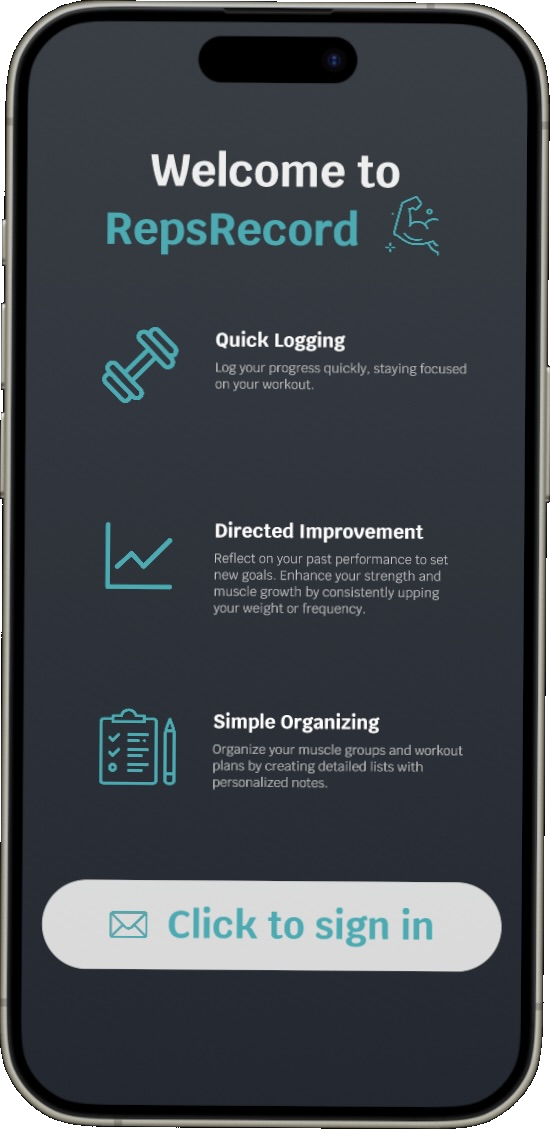 Welcome to
RepsRecord
Quick Logging
Log your progress quickly, staying focused
on your workout.
Directed Improvement
Reflect on your past performance to set
new goals. Enhance your strength and
muscle growth by consistently upping
your weight or frequency.
Simple Organizing
Organize your muscle groups and workout
plans by creating detailed lists with
personalized notes.
Click to sign in